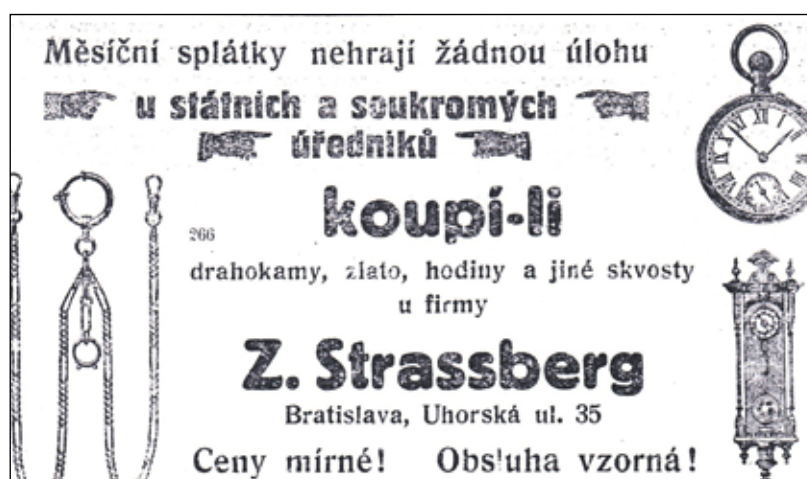 Měsíční splátky nehrají žádnou úlohu
u státních a soukromých
úředníků
koupí-li
266
drahokamy, zlato, hodiny a jiné skvosty
u firmy
Z. Strassberg
Bratislava, Uhorská ul. 35
Ceny mírné! Obsluha vzorná!